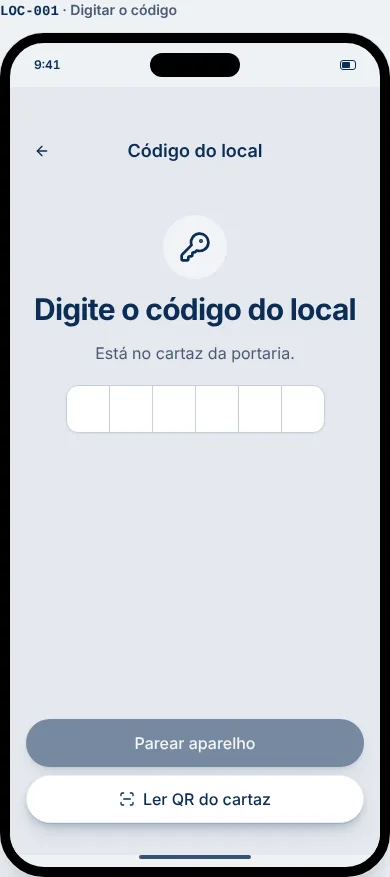 LOC-001 · Digitar o código
9:41
Código do local
Digite o código do local
Está no cartaz da portaria.
Parear aparelho
Ler QR do cartaz